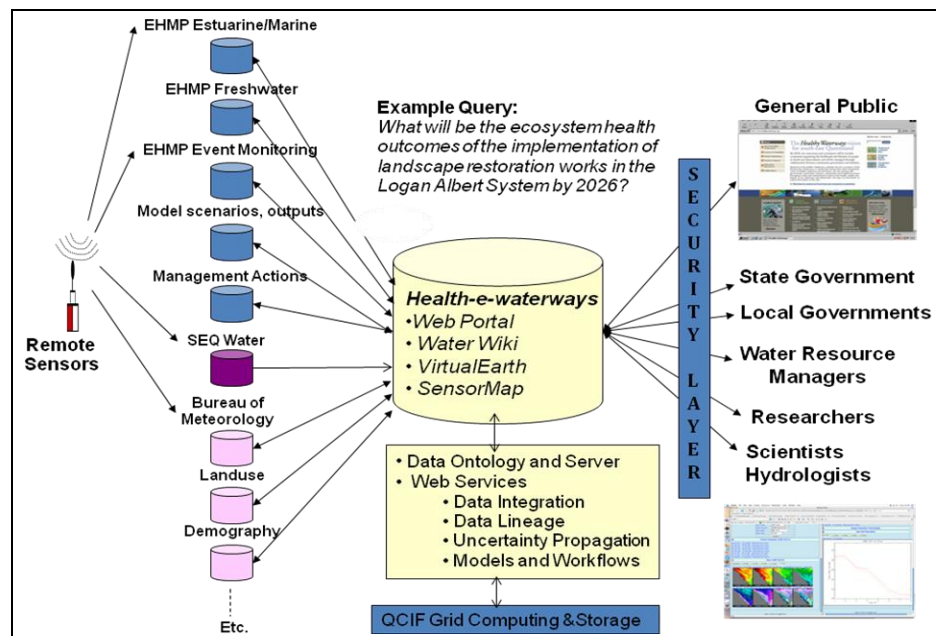 EHMP Estuarine/Marine
EHMP Freshwater
EHMP Event Monitoring
Model scenarios, outputs
Management Actions
SEQ Water
Bureau of
Meteorology
Landuse
Demography
Etc.
Remote
Sensors
Example Query:
What will be the ecosystem health
outcomes of the implementation of
landscape restoration works in the
Logan Albert System by 2026?
Health-e-waterways
•Web Portal
•Water Wiki
•VirtualEarth
•SensorMap
• Data Ontology and Server
• Web Services
• Data Integration
• Data Lineage
• Uncertainty Propagation
• Models and Workflows
QCIF Grid Computing &Storage
SECURITY LAYER
General Public
State Government
Local Governments
Water Resource
Managers
Researchers
Scientists
Hydrologists